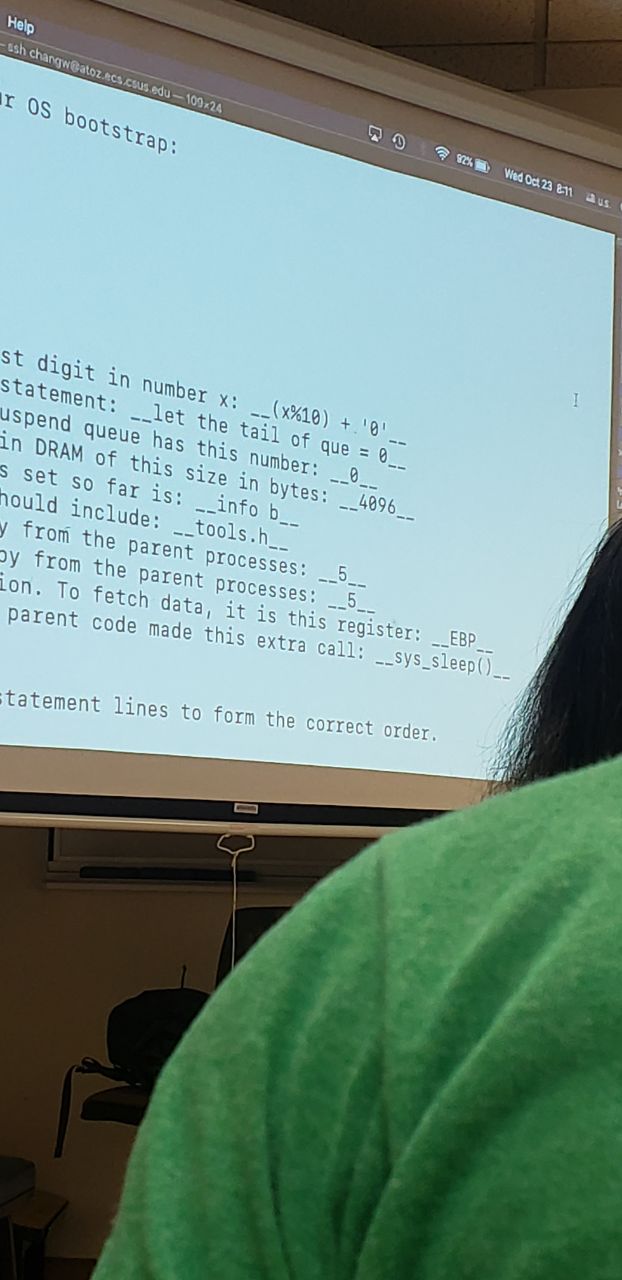 Help
ssh changw@atoz.ecs.csus.edu — 109×24
92% Wed Oct 23 8:11 U.S.
r OS bootstrap:
st digit in number x: __(x%10) + '0'__
statement: __let the tail of que = 0__
uspend queue has this number: __0__
in DRAM of this size in bytes: __4096__
s set so far is: __info b__
hould include: __tools.h__
y from the parent processes: __5__
py from the parent processes: __5__
ion. To fetch data, it is this register: __EBP__
parent code made this extra call: __sys_sleep()__
statement lines to form the correct order.